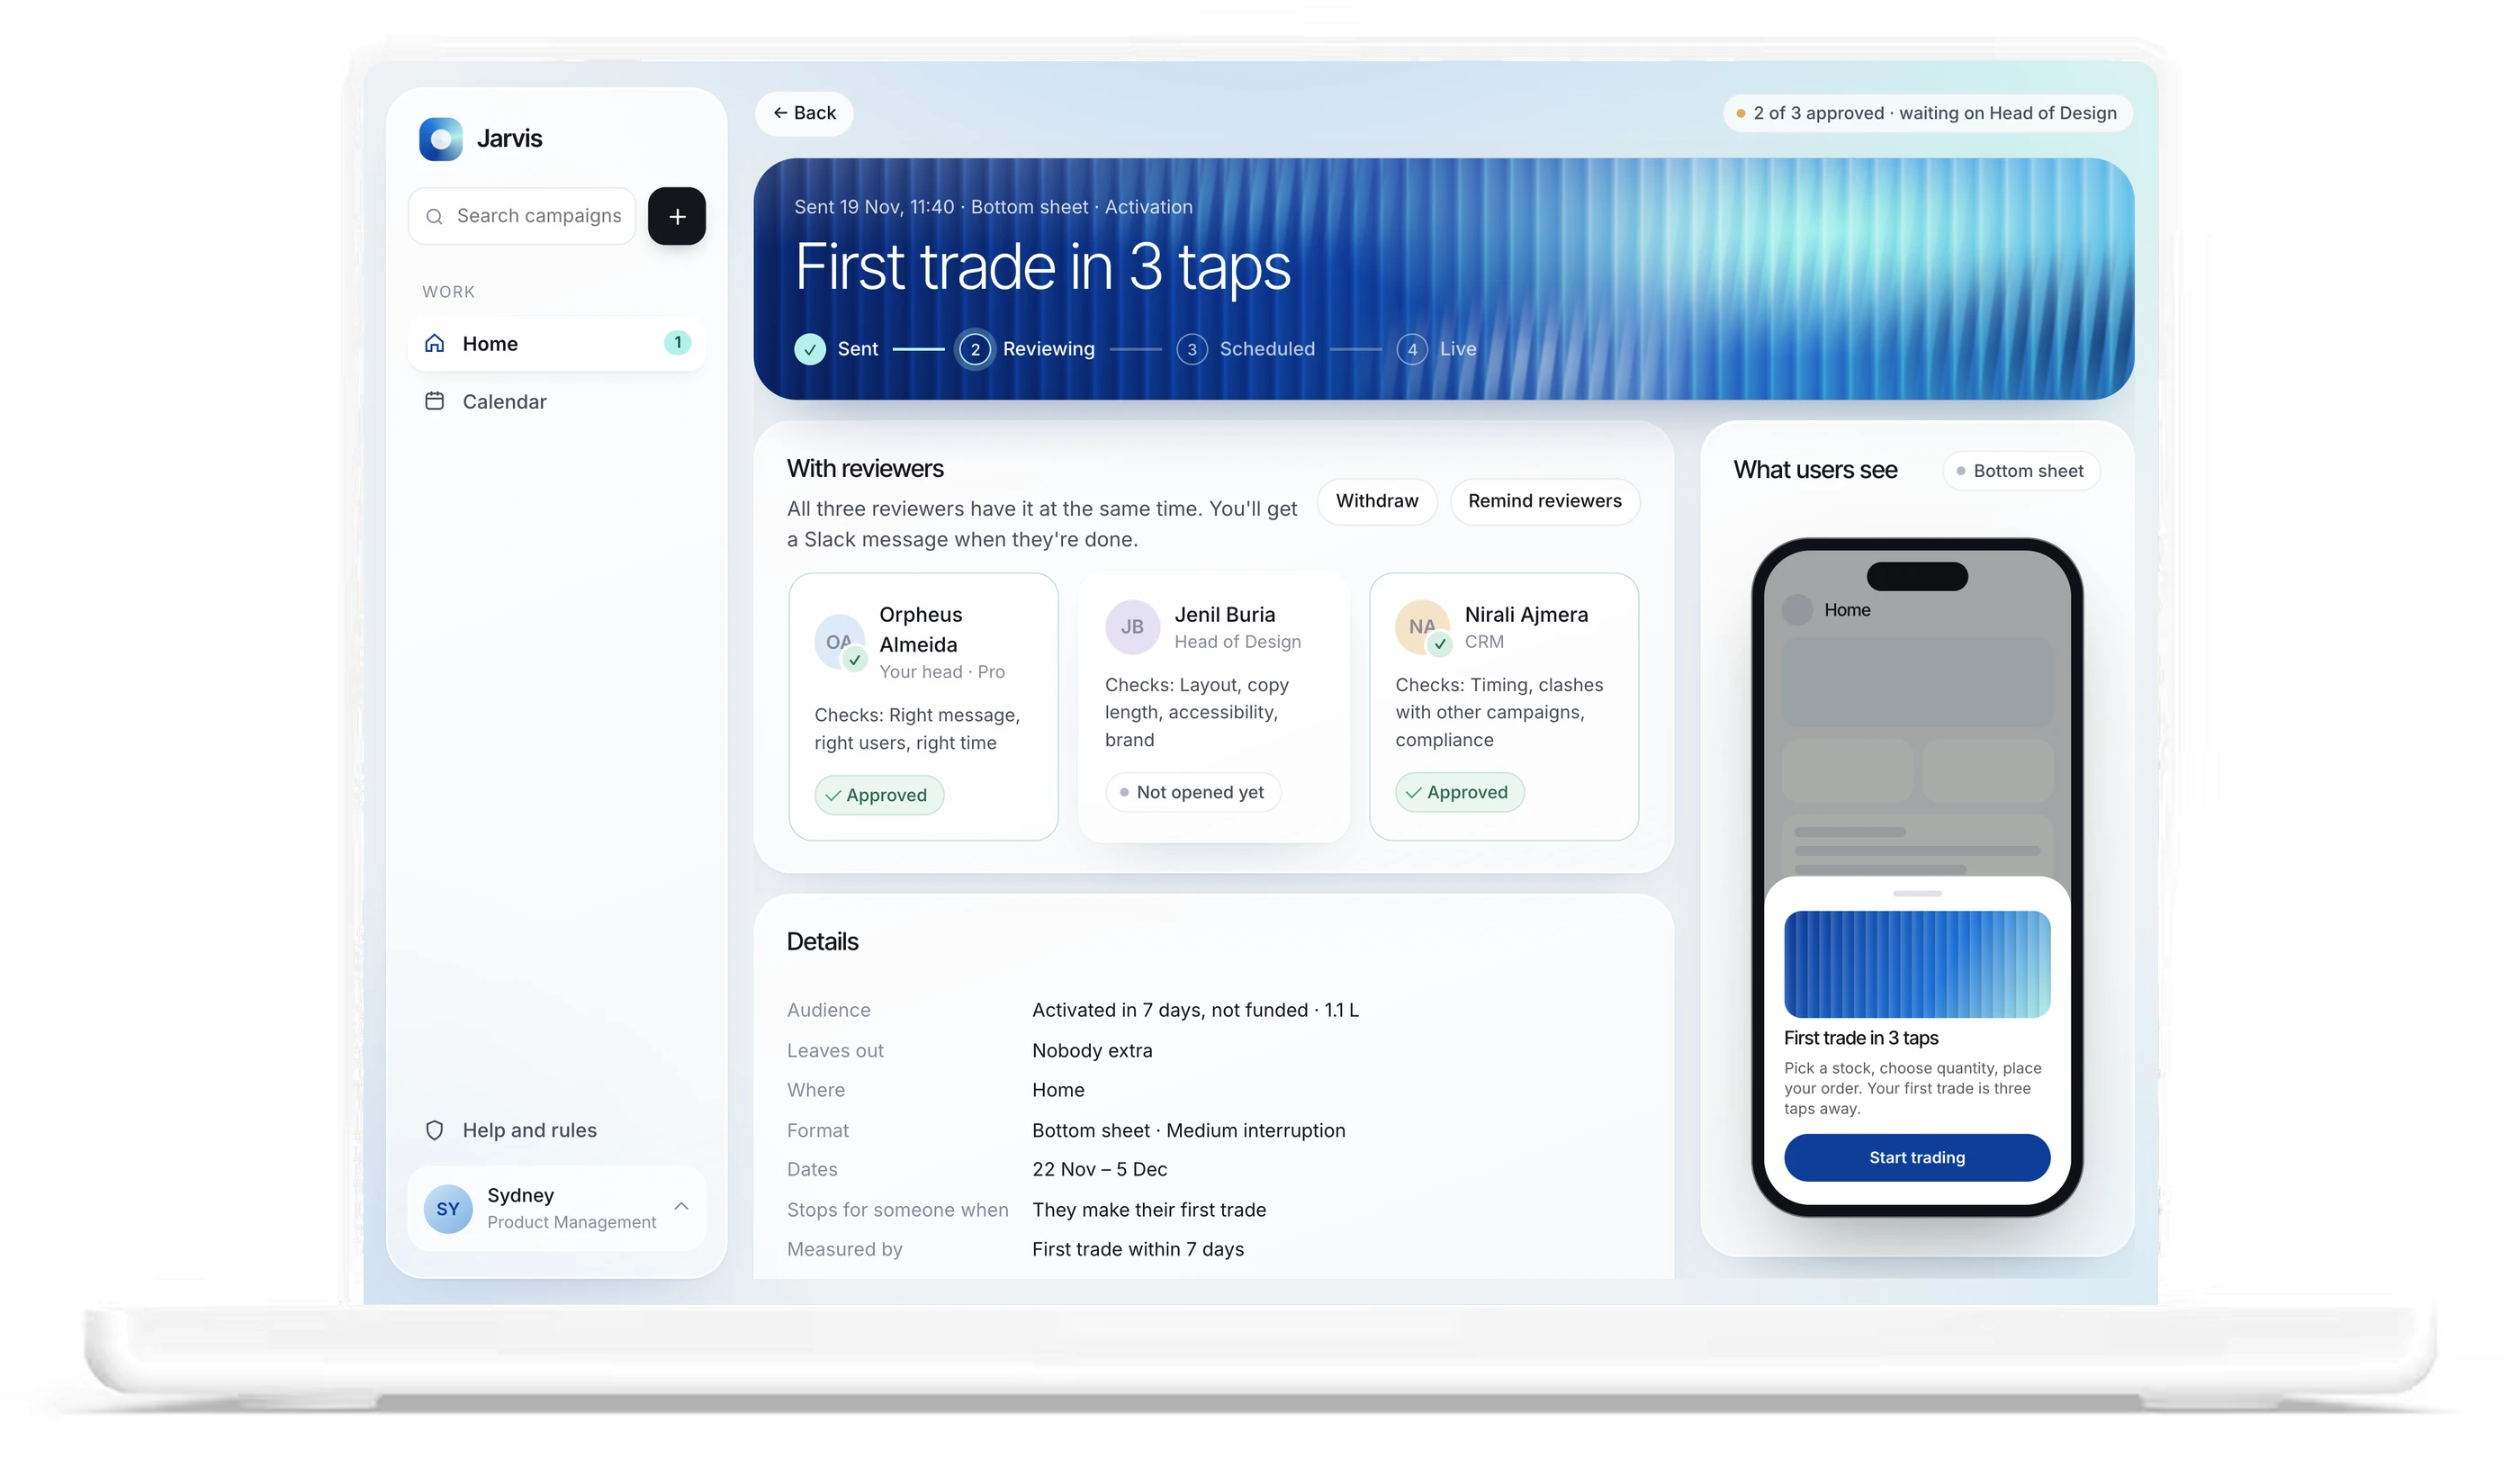 Jarvis
Search campaigns
+
WORK
Home
1
Calendar
Help and rules
SY
Sydney
Product Management
← Back
2 of 3 approved · waiting on Head of Design
Sent 19 Nov, 11:40 · Bottom sheet · Activation
First trade in 3 taps
Sent
2 Reviewing
3 Scheduled
4 Live
With reviewers
All three reviewers have it at the same time. You'll get
a Slack message when they're done.
Withdraw
Remind reviewers
OA
Orpheus
Almeida
Your head · Pro
Checks: Right message,
right users, right time
Approved
JB
Jenil Buria
Head of Design
Checks: Layout, copy
length, accessibility,
brand
Not opened yet
NA
Nirali Ajmera
CRM
Checks: Timing, clashes
with other campaigns,
compliance
Approved
Details
Audience Activated in 7 days, not funded · 1.1 L
Leaves out Nobody extra
Where Home
Format Bottom sheet · Medium interruption
Dates 22 Nov – 5 Dec
Stops for someone when They make their first trade
Measured by First trade within 7 days
What users see
Bottom sheet
Home
First trade in 3 taps
Pick a stock, choose quantity, place
your order. Your first trade is three
taps away.
Start trading